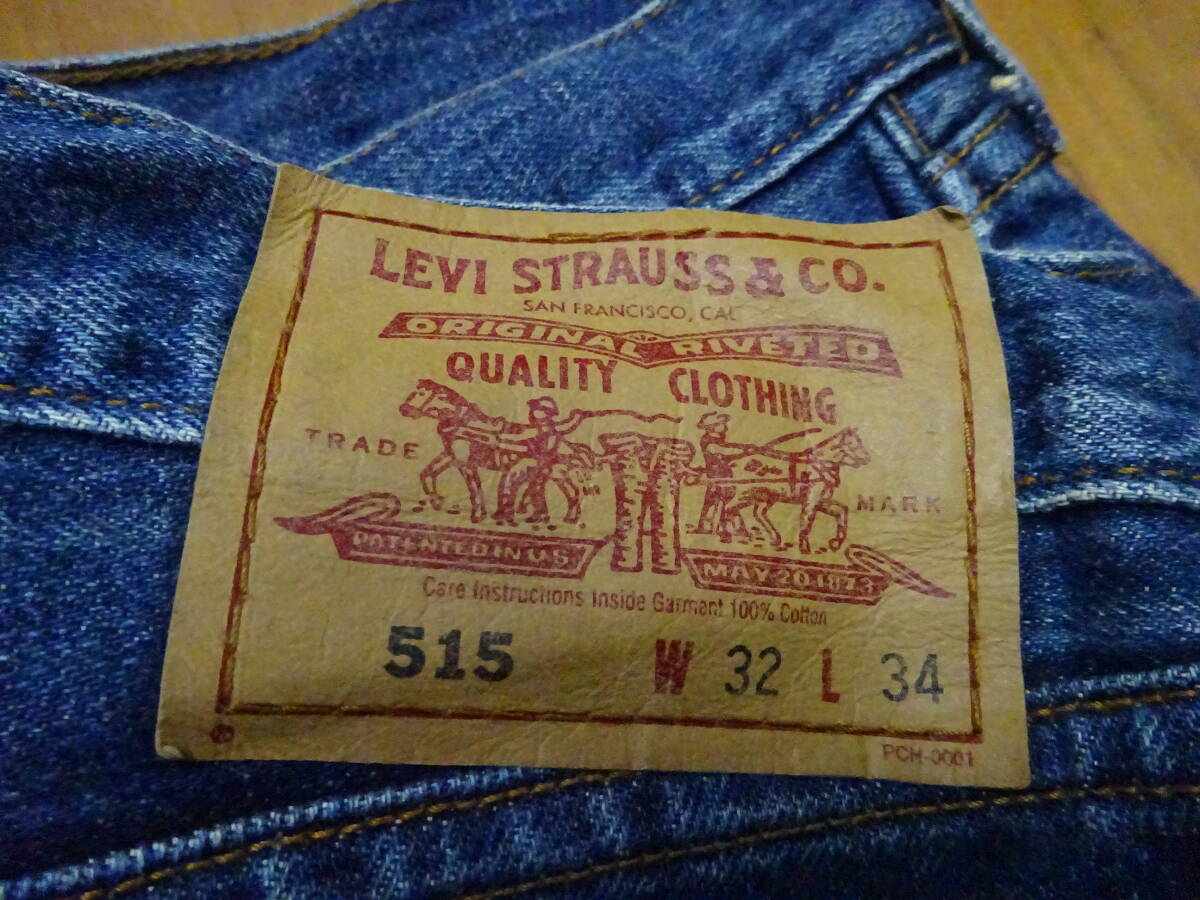 LEVI STRAUSS & CO.
SAN FRANCISCO, CAL
ORIGINAL RIVETED
QUALITY CLOTHING
TRADE MARK
PATENTED IN U.S. MAY 20 1873
Care Instructions Inside Garment 100% Cotton
515 W 32 L 34
®
PCH-0001